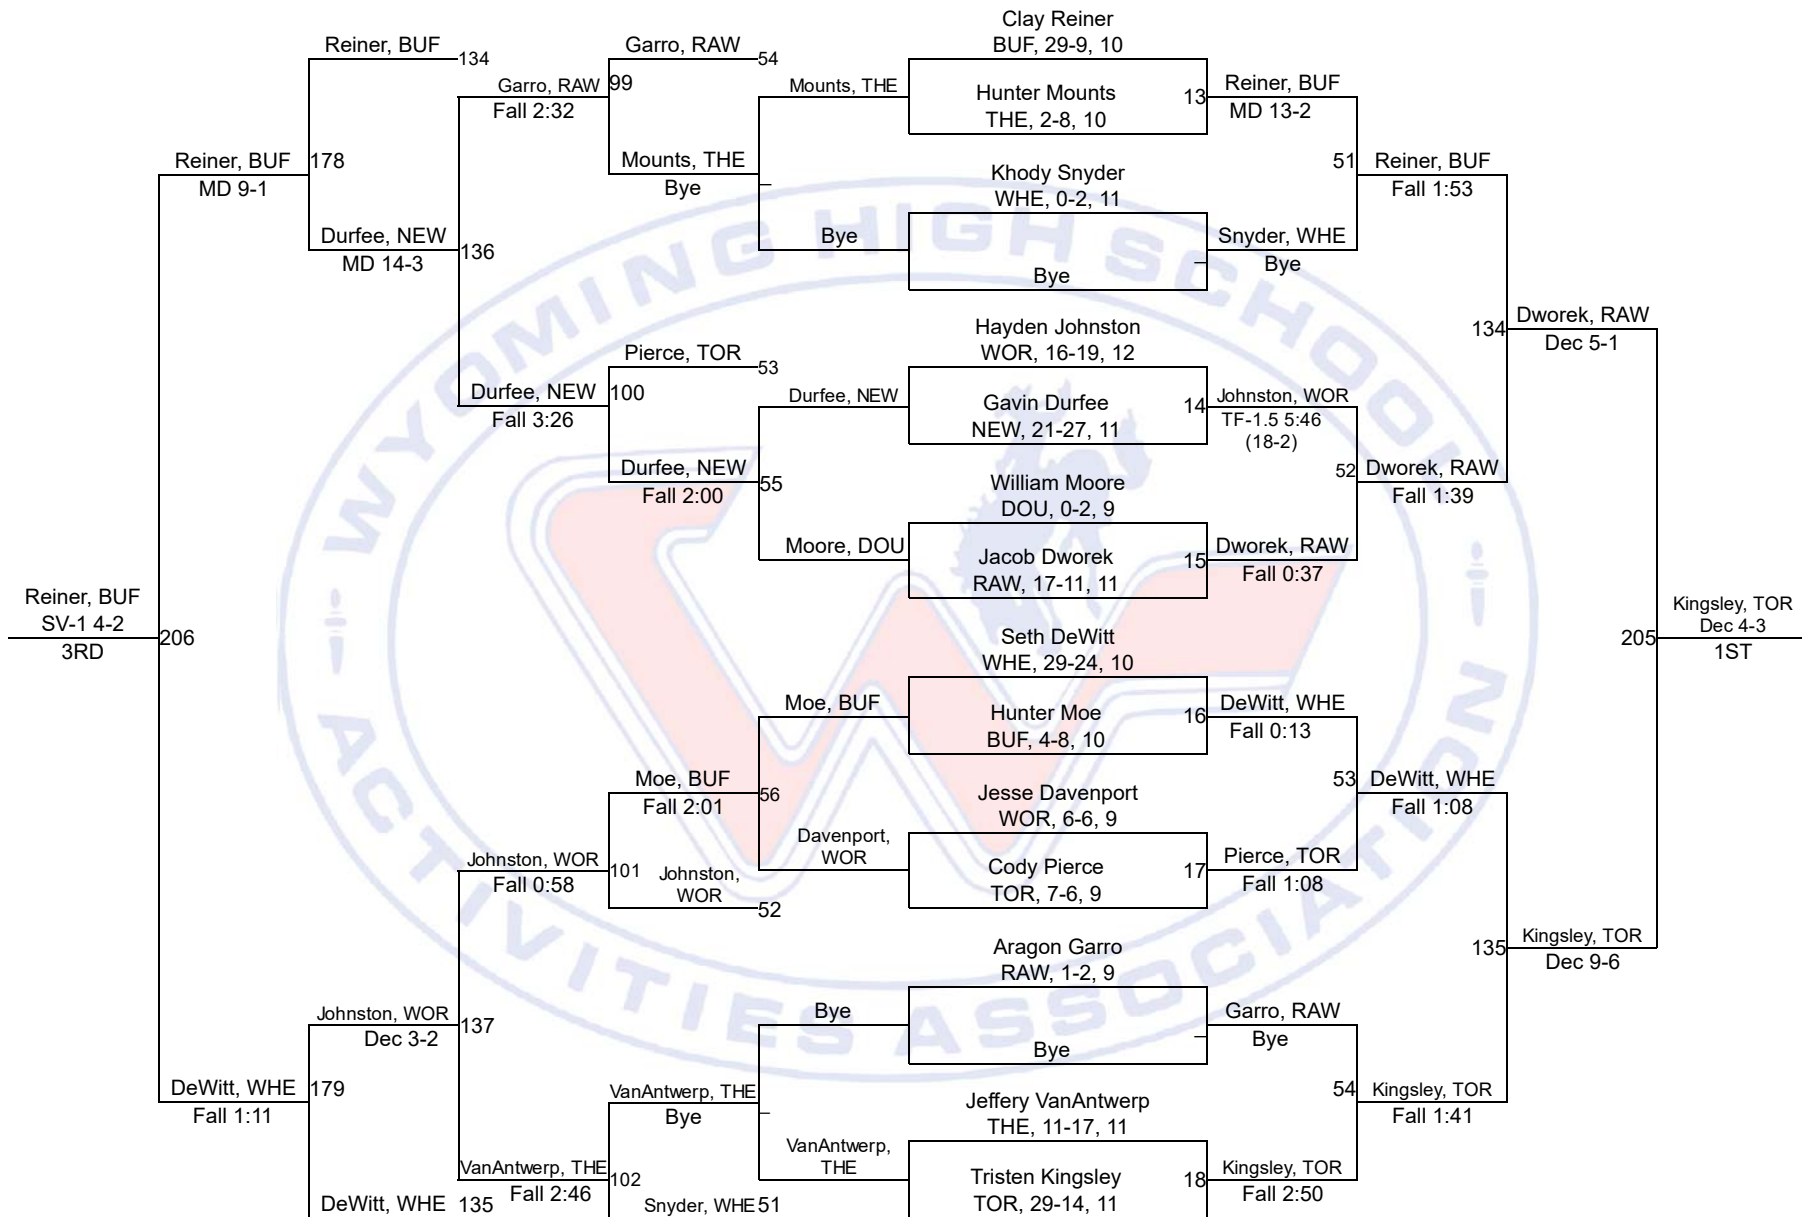 Clay Reiner
BUF, 29-9, 10
Reiner, BUF
134
Garro, RAW
54
Garro, RAW
99
Fall 2:32
Mounts, THE
Hunter Mounts
THE, 2-8, 10
13
Reiner, BUF
MD 13-2
Reiner, BUF
178
MD 9-1
Mounts, THE
Bye
Khody Snyder
WHE, 0-2, 11
51
Reiner, BUF
Fall 1:53
Durfee, NEW
136
MD 14-3
Bye
Bye
Snyder, WHE
Bye
Hayden Johnston
WOR, 16-19, 12
134
Dworek, RAW
Dec 5-1
Pierce, TOR
53
Durfee, NEW
100
Fall 3:26
Durfee, NEW
Gavin Durfee
NEW, 21-27, 11
14
Johnston, WOR
TF-1.5 5:46
(18-2)
Durfee, NEW
55
Fall 2:00
William Moore
DOU, 0-2, 9
52
Dworek, RAW
Fall 1:39
Moore, DOU
Jacob Dworek
RAW, 17-11, 11
15
Dworek, RAW
Fall 0:37
Reiner, BUF
SV-1 4-2
206
3RD
Seth DeWitt
WHE, 29-24, 10
205
Kingsley, TOR
Dec 4-3
1ST
Moe, BUF
Hunter Moe
BUF, 4-8, 10
16
DeWitt, WHE
Fall 0:13
Moe, BUF
56
Fall 2:01
Jesse Davenport
WOR, 6-6, 9
53
DeWitt, WHE
Fall 1:08
Johnston, WOR
101
Fall 0:58
Johnston,
WOR
52
Davenport,
WOR
Cody Pierce
TOR, 7-6, 9
17
Pierce, TOR
Fall 1:08
Aragon Garro
RAW, 1-2, 9
135
Kingsley, TOR
Dec 9-6
Johnston, WOR
137
Dec 3-2
Bye
Bye
Garro, RAW
Bye
DeWitt, WHE
179
Fall 1:11
VanAntwerp, THE
Bye
Jeffery VanAntwerp
THE, 11-17, 11
54
Kingsley, TOR
Fall 1:41
VanAntwerp, THE
102
Fall 2:46
VanAntwerp,
THE
Tristen Kingsley
TOR, 29-14, 11
18
Kingsley, TOR
Fall 2:50
DeWitt, WHE
135
Snyder, WHE
51
WYOMING HIGH SCHOOL
ACTIVITIES ASSOCIATION